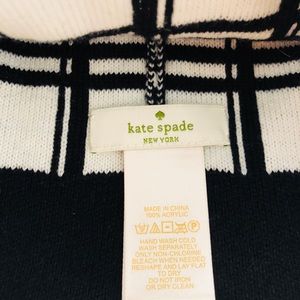 kate spade
NEW YORK
MADE IN CHINA
100% ACRYLIC
HAND WASH COLD
WASH SEPARATELY
ONLY NON-CHLORINE
BLEACH WHEN NEEDED
RESHAPE AND LAY FLAT
TO DRY
DO NOT IRON
OR DRY CLEAN